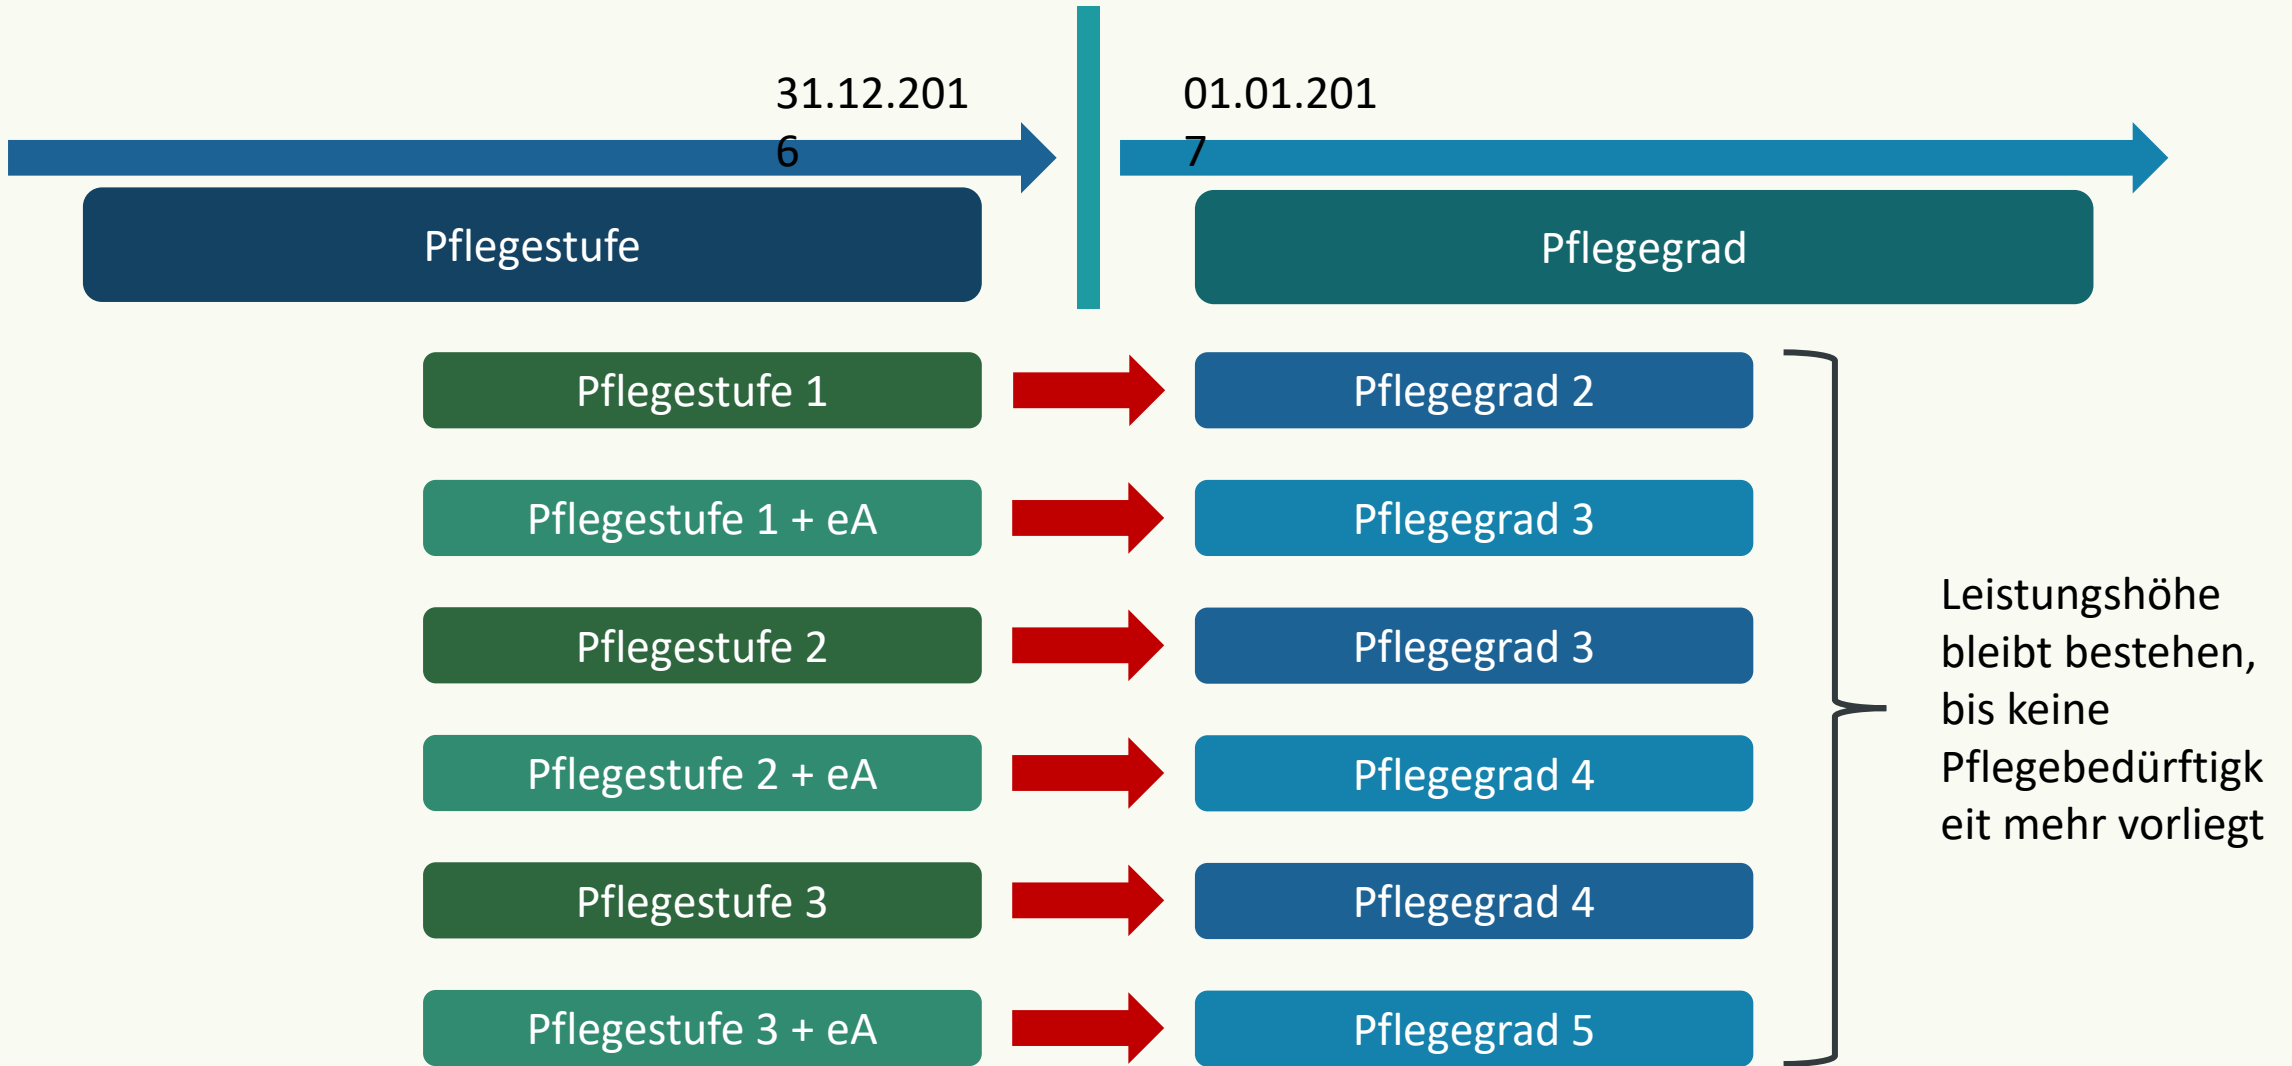 31.12.201
6
01.01.201
7
Pflegestufe
Pflegegrad
Pflegestufe 1
Pflegegrad 2
Pflegestufe 1 + eA
Pflegegrad 3
Pflegestufe 2
Pflegegrad 3
Pflegestufe 2 + eA
Pflegegrad 4
Pflegestufe 3
Pflegegrad 4
Pflegestufe 3 + eA
Pflegegrad 5
Leistungshöhe
bleibt bestehen,
bis keine
Pflegebedürftigk
eit mehr vorliegt